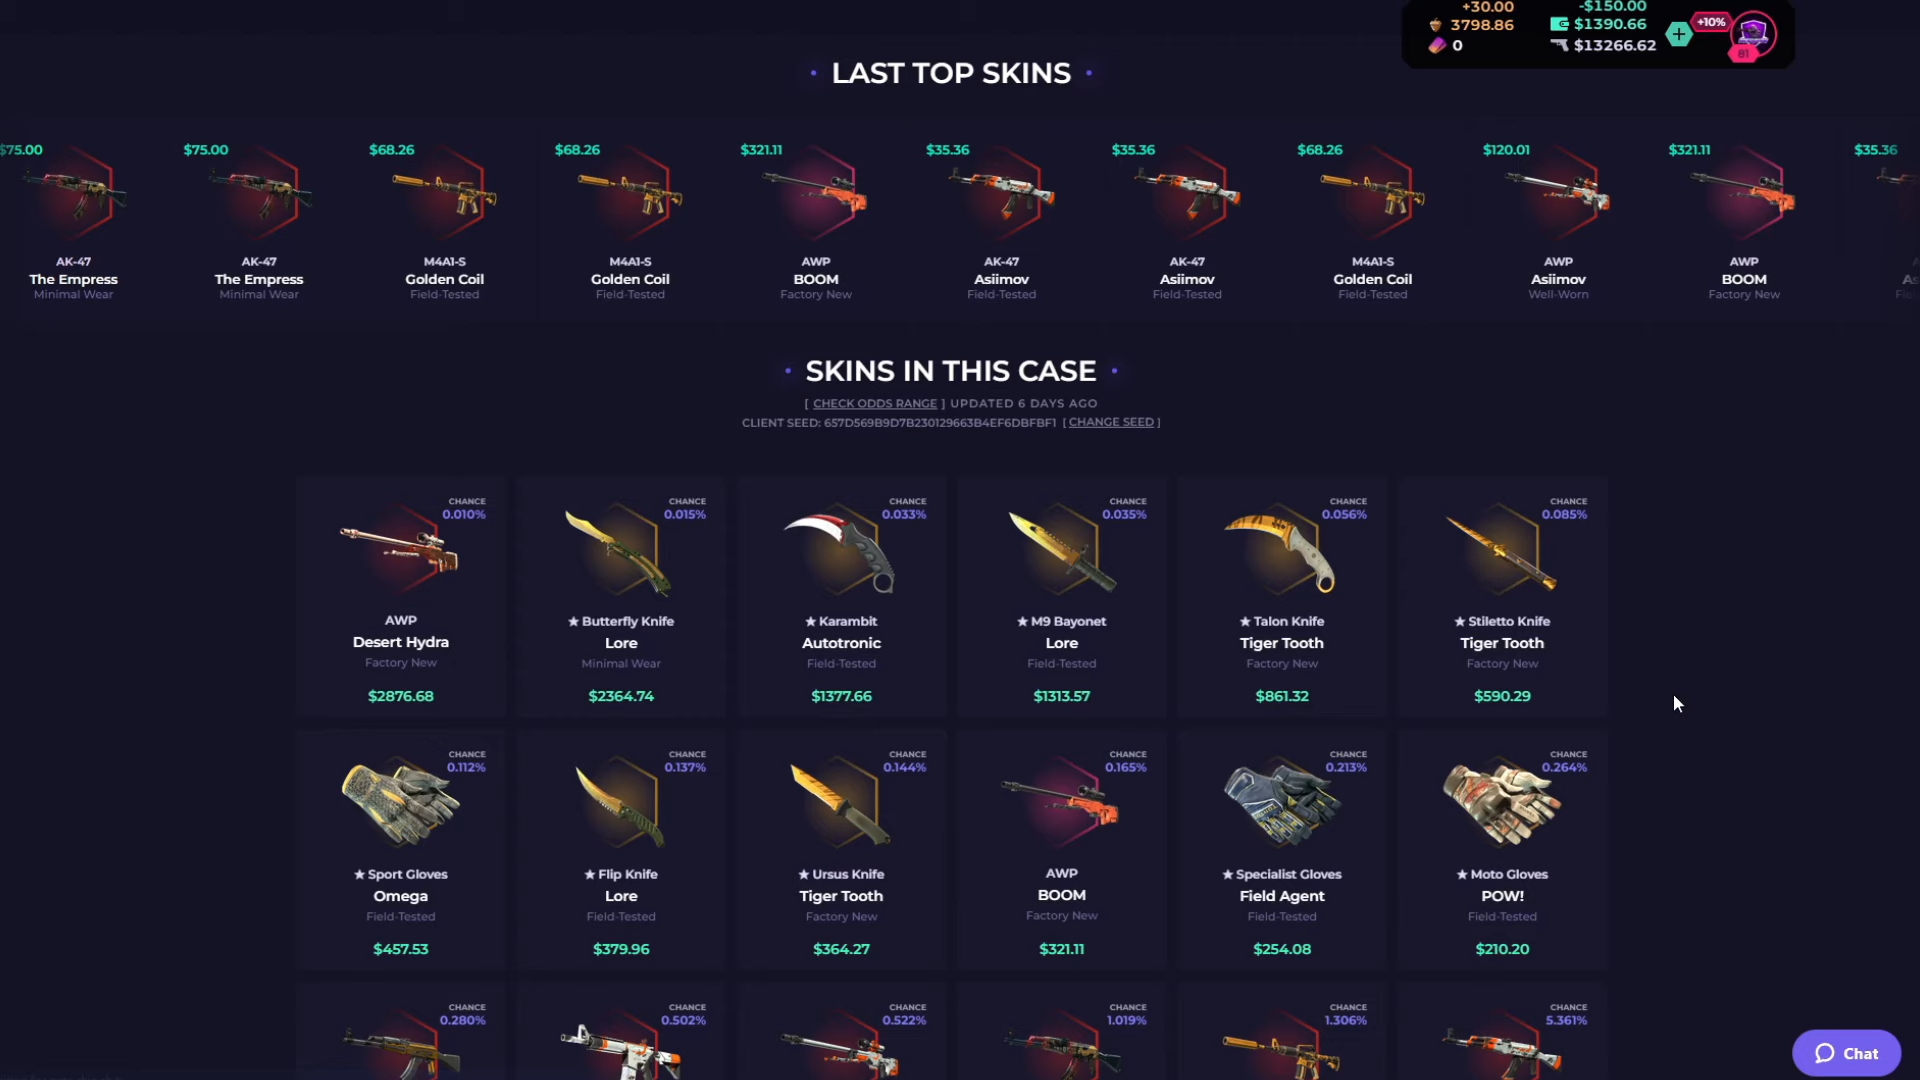 +30.00
-$150.00
3798.86
$1390.66
+10%
0
$13266.62
81
LAST TOP SKINS
$75.00
$75.00
$68.26
$68.26
$321.11
$35.36
$35.36
$68.26
$120.01
$321.11
$35.36
AK-47
AK-47
M4A1-S
M4A1-S
AWP
AK-47
AK-47
M4A1-S
AWP
AWP
The Empress
The Empress
Golden Coil
Golden Coil
BOOM
Asiimov
Asiimov
Golden Coil
Asiimov
BOOM
Minimal Wear
Minimal Wear
Field-Tested
Field-Tested
Factory New
Field-Tested
Field-Tested
Field-Tested
Well-Worn
Factory New
SKINS IN THIS CASE
[ CHECK ODDS RANGE ] UPDATED 6 DAYS AGO
CLIENT SEED: 657D569B9D7B230129663B4EF6DBFBF1 [ CHANGE SEED ]
CHANCE
0.010%
AWP
Desert Hydra
Factory New
$2876.68
CHANCE
0.015%
★ Butterfly Knife
Lore
Minimal Wear
$2364.74
CHANCE
0.033%
★ Karambit
Autotronic
Field-Tested
$1377.66
CHANCE
0.035%
★ M9 Bayonet
Lore
Field-Tested
$1313.57
CHANCE
0.056%
★ Talon Knife
Tiger Tooth
Factory New
$861.32
CHANCE
0.085%
★ Stiletto Knife
Tiger Tooth
Factory New
$590.29
CHANCE
0.112%
★ Sport Gloves
Omega
Field-Tested
$457.53
CHANCE
0.137%
★ Flip Knife
Lore
Field-Tested
$379.96
CHANCE
0.144%
★ Ursus Knife
Tiger Tooth
Factory New
$364.27
CHANCE
0.165%
AWP
BOOM
Factory New
$321.11
CHANCE
0.213%
★ Specialist Gloves
Field Agent
Field-Tested
$254.08
CHANCE
0.264%
★ Moto Gloves
POW!
Field-Tested
$210.20
CHANCE
0.280%
CHANCE
0.502%
CHANCE
0.522%
CHANCE
1.019%
CHANCE
1.306%
CHANCE
5.361%
Chat